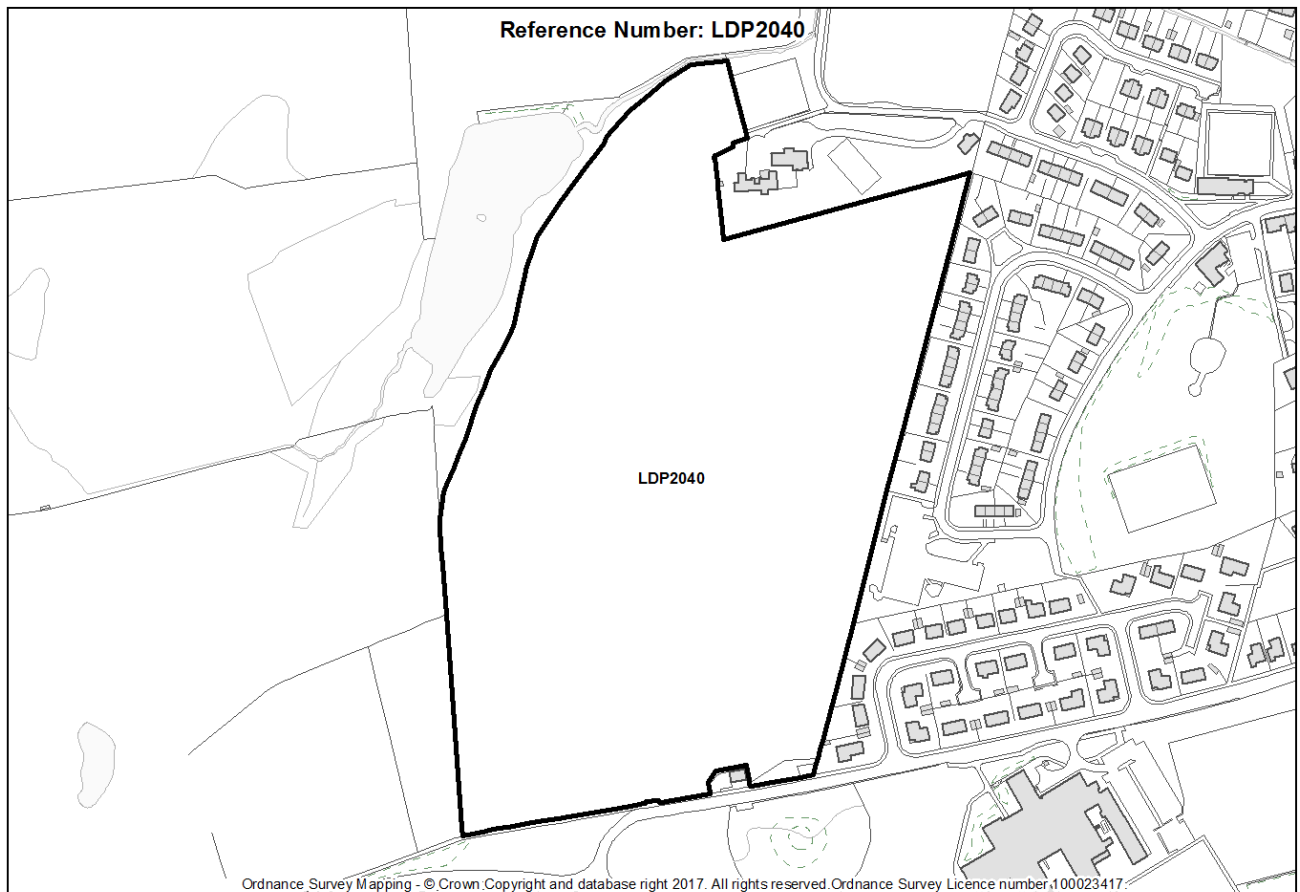 Reference Number: LDP2040
LDP2040
Ordnance Survey Mapping - © Crown Copyright and database right 2017. All rights reserved.Ordnance Survey Licence number 100023417.